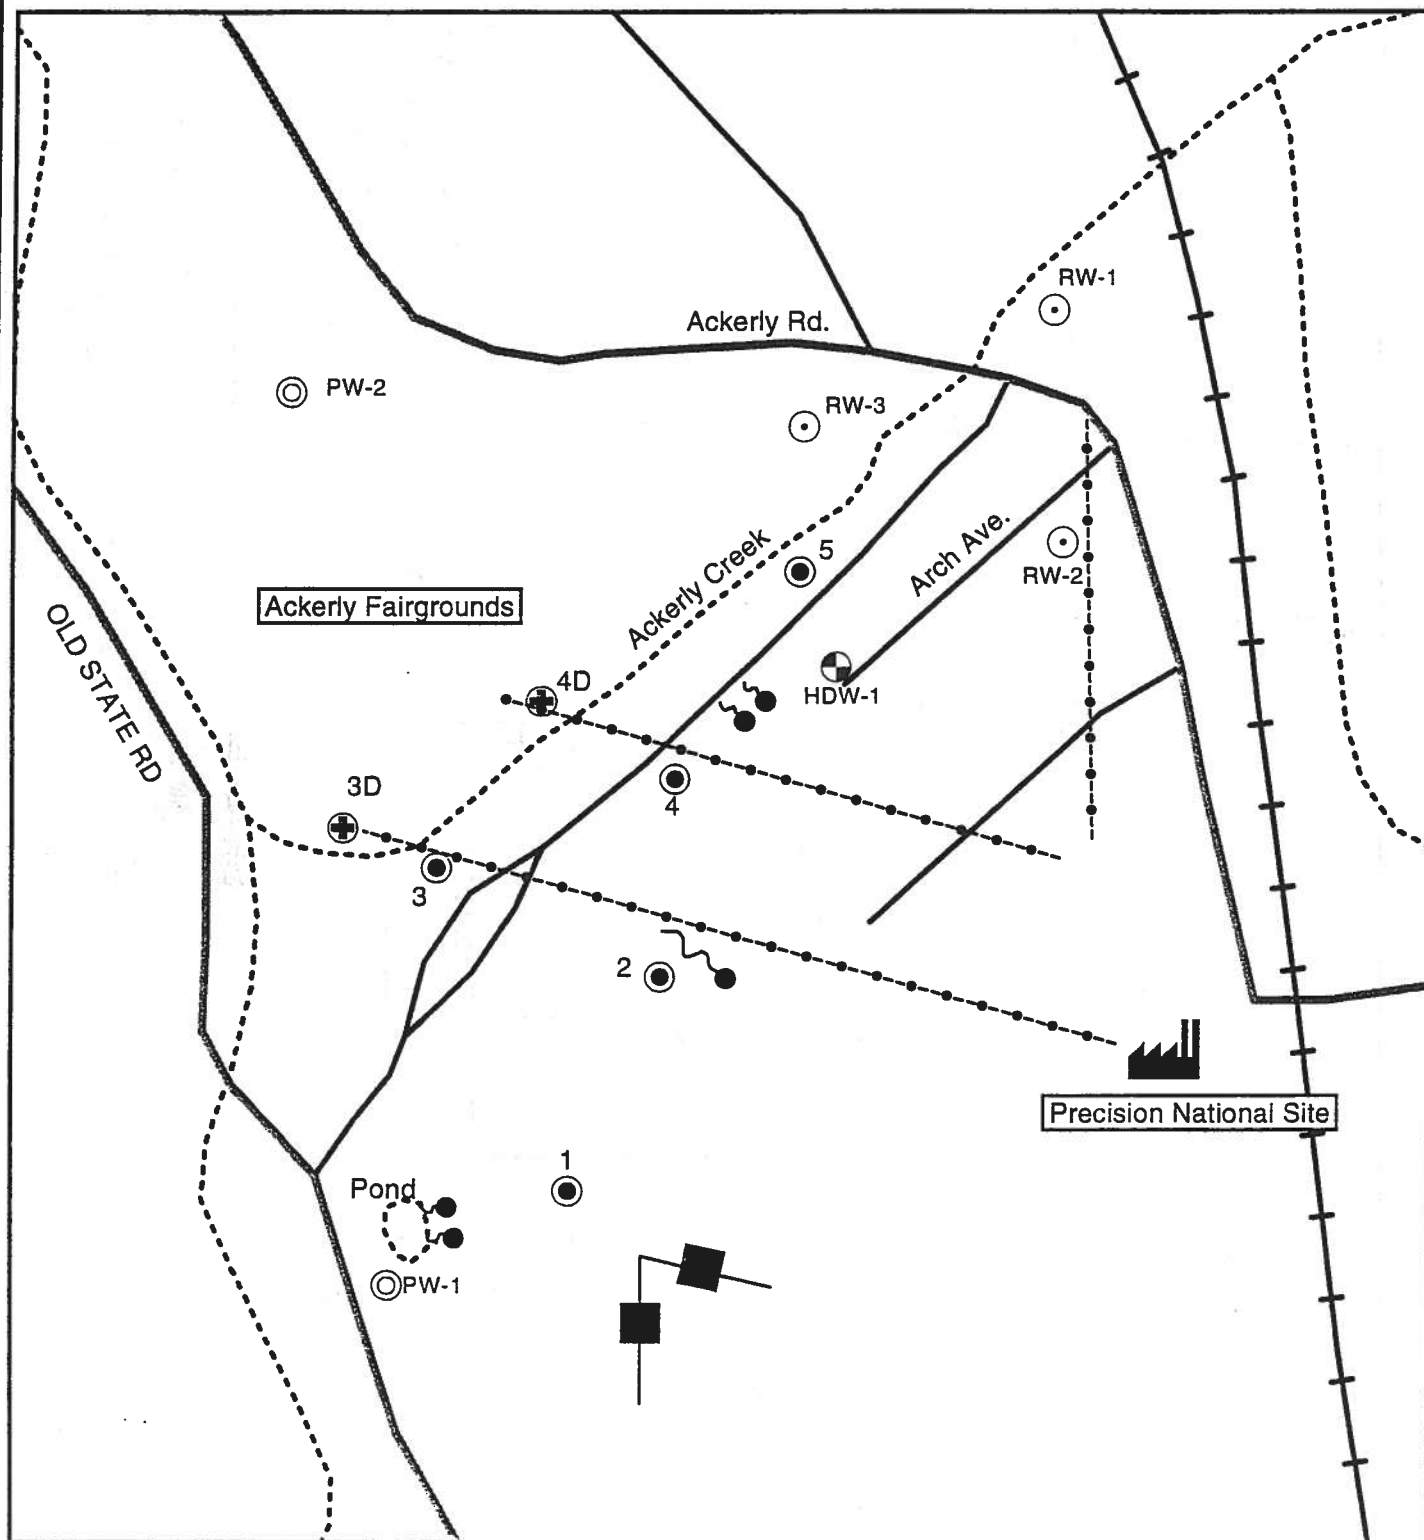 RW-1
Ackerly Rd.
PW-2
RW-3
5
Arch Ave.
RW-2
Ackerly Creek
Ackerly Fairgrounds
OLD STATE RD
4D
HDW-1
3D
4
3
2
Precision National Site
1
Pond
PW-1